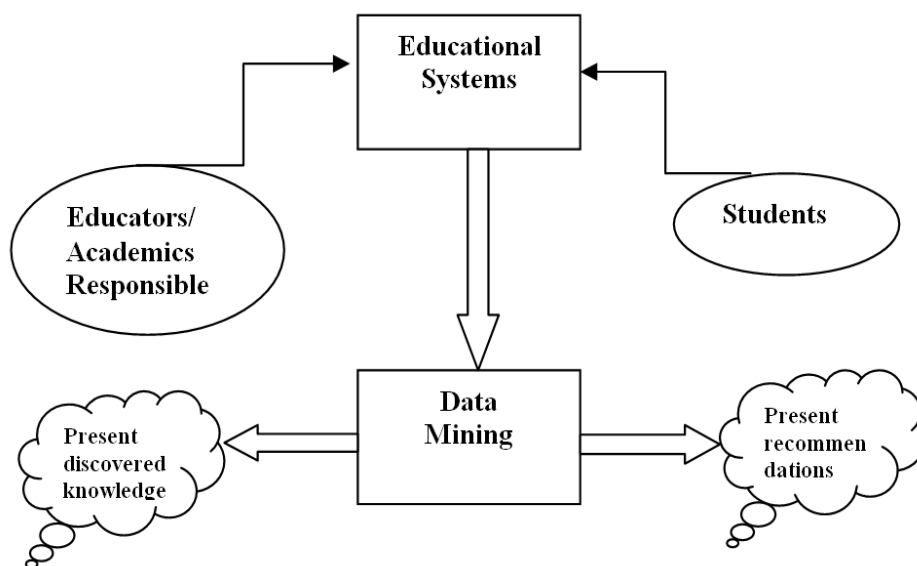 Educational
Systems
Educators/
Academics
Responsible
Students
Data
Mining
Present
discovered
knowledge
Present
recommen
dations